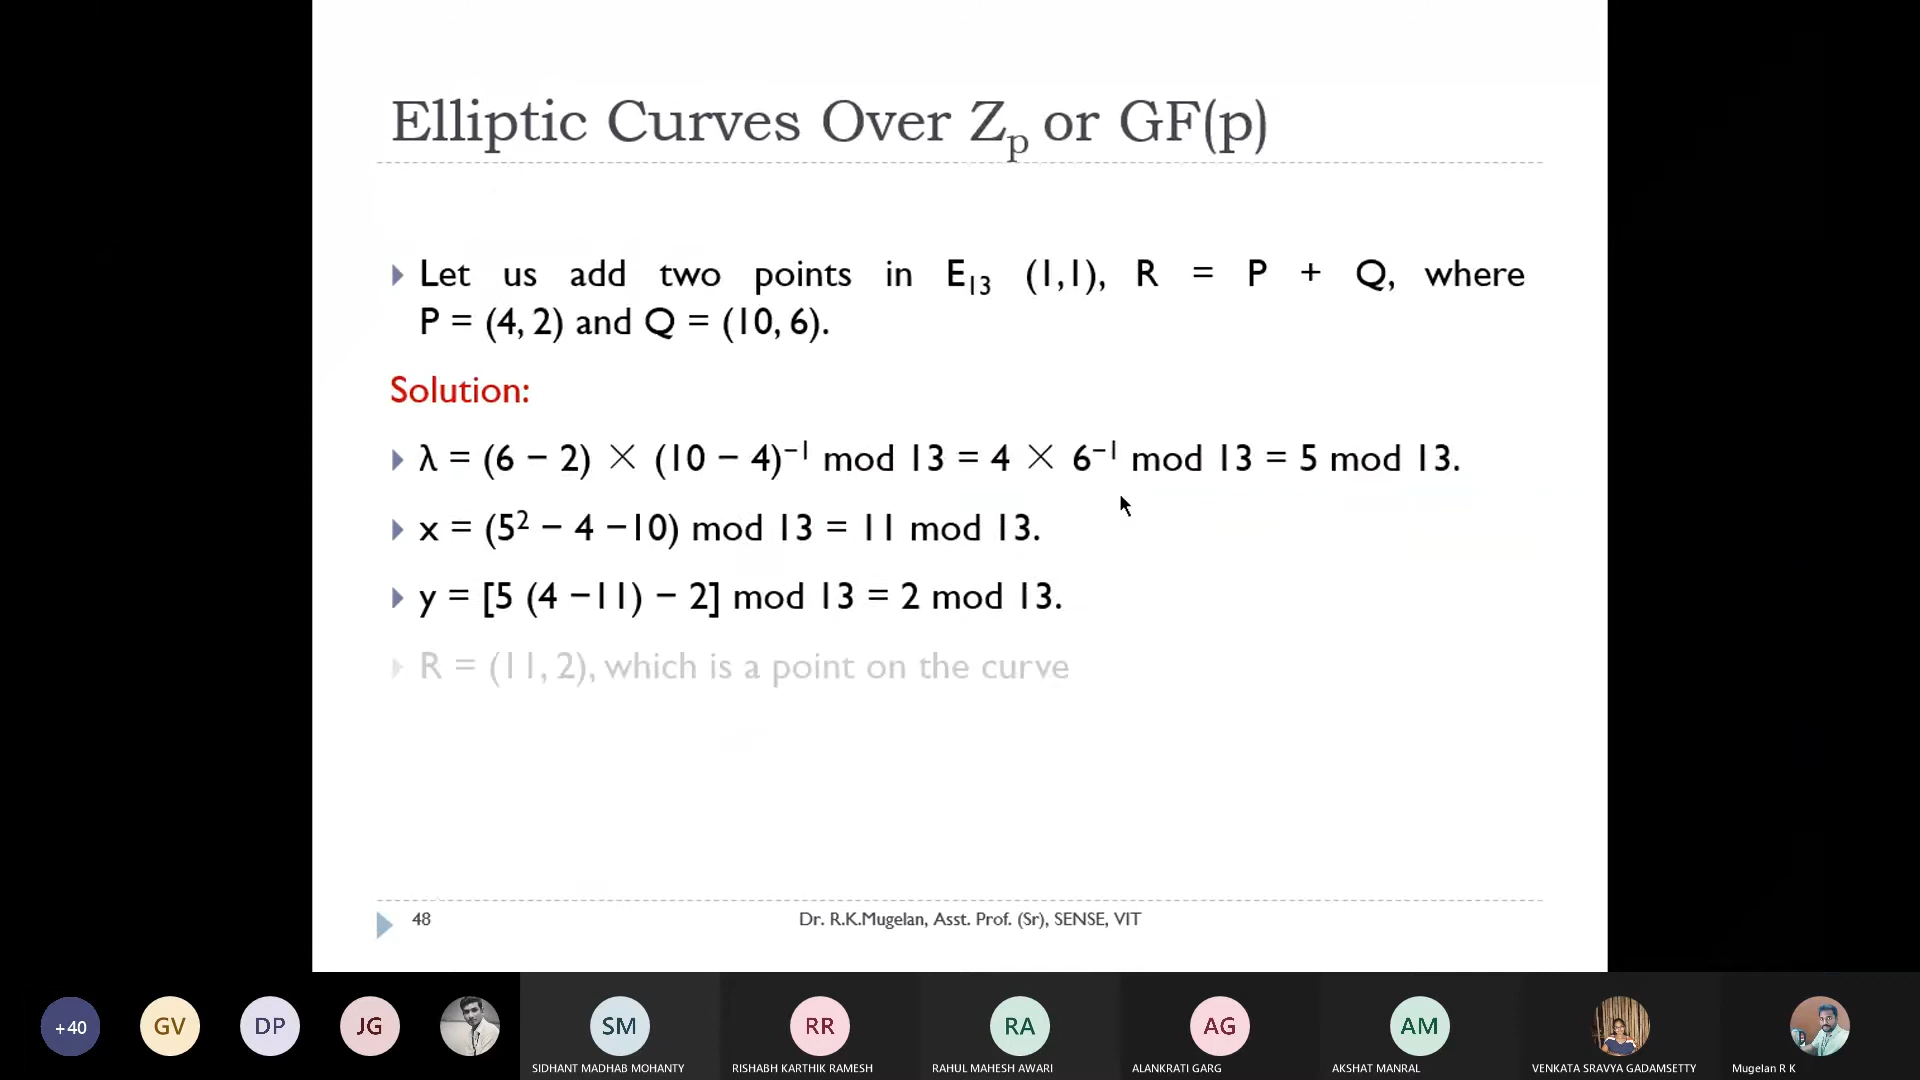 Elliptic Curves Over Zp or GF(p)
Let us add two points in E13 (1,1), R = P + Q, where
P = (4, 2) and Q = (10, 6).
Solution:
λ = (6 − 2) × (10 − 4)⁻¹ mod 13 = 4 × 6⁻¹ mod 13 = 5 mod 13.
x = (5² − 4 −10) mod 13 = 11 mod 13.
y = [5 (4 −11) − 2] mod 13 = 2 mod 13.
R = (11, 2), which is a point on the curve
48
Dr. R.K.Mugelan, Asst. Prof. (Sr), SENSE, VIT
+40
GV
DP
JG
SM
RR
RA
AG
AM
SIDHANT MADHAB MOHANTY
RISHABH KARTHIK RAMESH
RAHUL MAHESH AWARI
ALANKRATI GARG
AKSHAT MANRAL
VENKATA SRAVYA GADAMSETTY
Mugelan R K